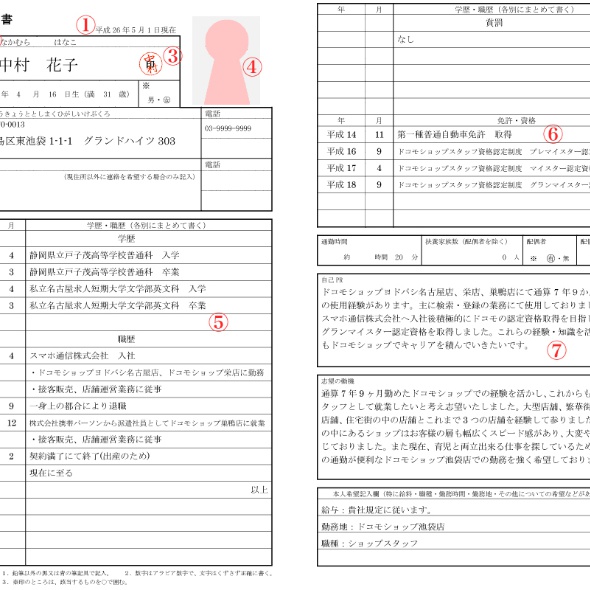 書
①
平成 26 年 5 月 1 日現在
なかむら はなこ
中村 花子
③
④
年 4 月 16 日生（満 31 歳）
※
男・女
うきょうととしまくひがしいけぶくろ
70-0013
島区東池袋 1-1-1 グランドハイツ 303
電話
03-9999-9999
電話
（現住所以外に連絡を希望する場合のみ記入）
月
学歴・職歴（各別にまとめて書く）
学歴
4 静岡県立戸子茂高等学校普通科 入学
3 静岡県立戸子茂高等学校普通科 卒業
4 私立名古屋求人短期大学文学部英文科 入学
3 私立名古屋求人短期大学文学部英文科 卒業
⑤
職歴
4 スマホ通信株式会社 入社
・ドコモショップヨドバシ名古屋店、ドコモショップ栄店に勤務
・接客販売、店舗運営業務に従事
9 一身上の都合により退職
12 株式会社携帯パーソンから派遣社員としてドコモショップ巣鴨店に就業
・接客販売、店舗運営業務に従事
2 契約満了にて終了(出産のため)
現在に至る
以上
1．鉛筆以外の黒又は青の筆記具で記入。 2．数字はアラビア数字で、文字はくずさず正確に書く。
3．※印のところは、該当するものを○で囲む。
年 月 学歴・職歴（各別にまとめて書く）
賞罰
なし
年 月 免許・資格
平成 14 11 第一種普通自動車免許 取得
⑥
平成 16 9 ドコモショップスタッフ資格認定制度 プレマイスター認
平成 17 4 ドコモショップスタッフ資格認定制度 マイスター認定資
平成 18 9 ドコモショップスタッフ資格認定制度 グランマイスター認
通勤時間
約 時間 20 分
扶養家族数（配偶者を除く）
0 人
配偶者
※ 有・無
配偶
自己 PR
ドコモショップヨドバシ名古屋店、栄店、巣鴨店にて通算 7 年 9 か
の使用経験があります。主に検索・登録の業務にて使用しておりま
スマホ通信株式会社へ入社後積極的にドコモの認定資格取得を目指
グランマイスター認定資格を取得しました。これらの経験・知識を活
もドコモショップでキャリアを積んでいきたいです。
⑦
志望の動機
通算 7 年 9 ヶ月勤めたドコモショップでの経験を活かし、これからも
タッフとして就業したいと考え志望いたしました。大型店舗、繁華街
店舗、住宅街の中の店舗とこれまで 3 つの店舗を経験して参りました
の中にあるショップはお客様の層も幅広くスピード感があり、大変や
じておりました。また現在、育児と両立出来る仕事を探しているため
の通勤が便利なドコモショップ池袋店での勤務を強く希望しており
本人希望記入欄（特に給料・職種・勤務時間・勤務地・その他についての希望などがあ
給与：貴社規定に従います。
勤務地：ドコモショップ池袋店
職種：ショップスタッフ